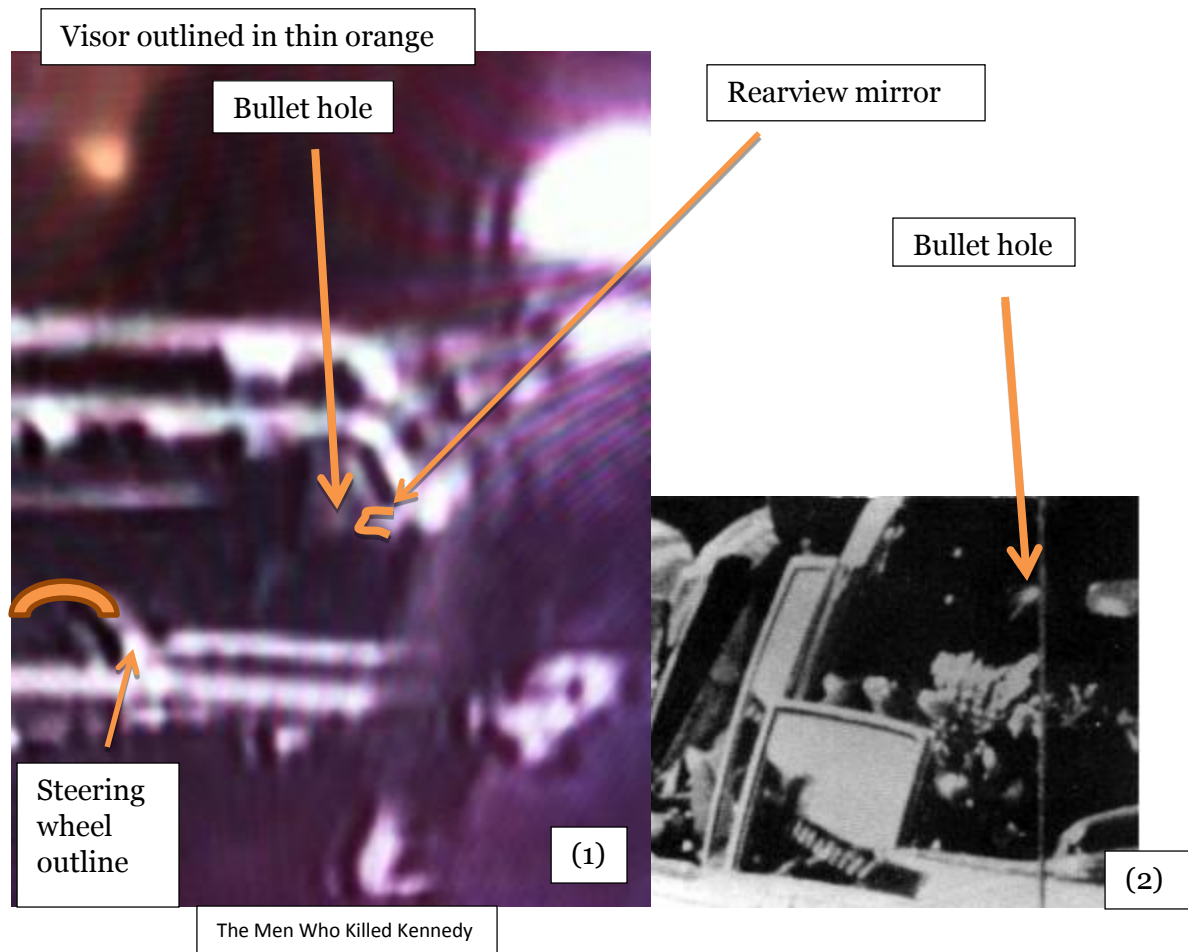 Visor outlined in thin orange
Bullet hole
Rearview mirror
Bullet hole
Steering
wheel
outline
(1)
(2)
The Men Who Killed Kennedy